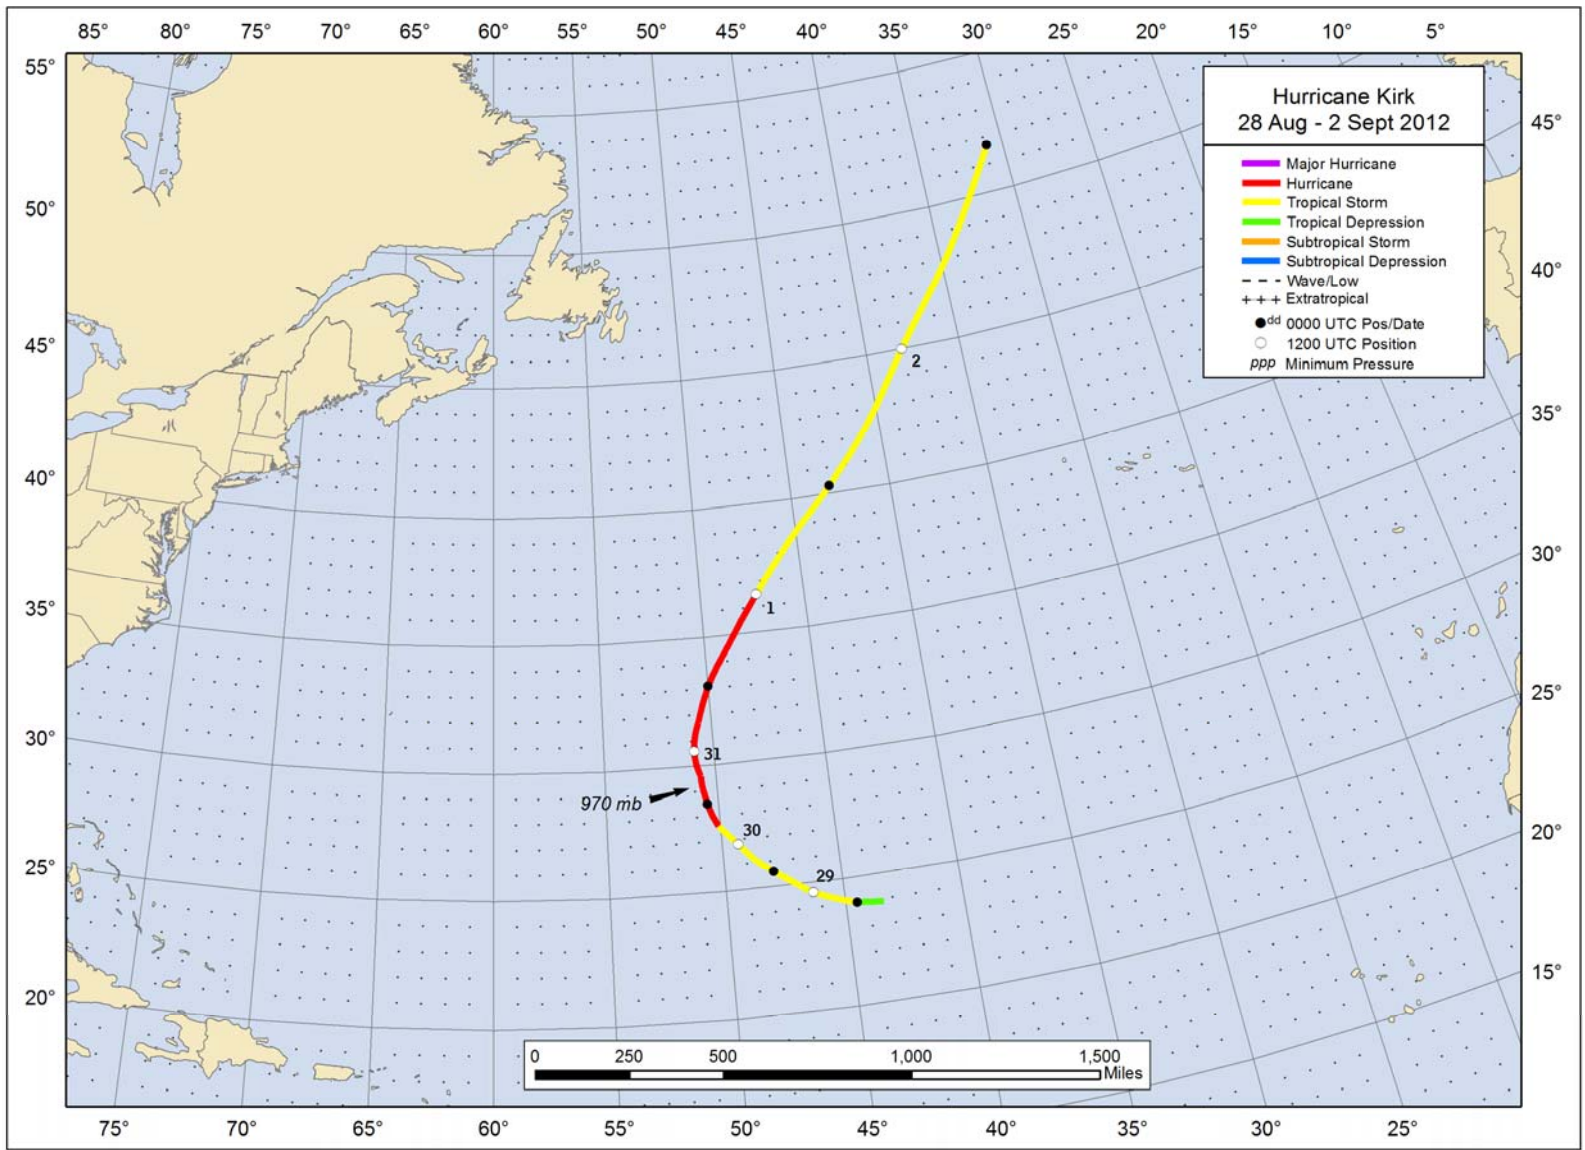 85° 80° 75° 70° 65° 60° 55° 50° 45° 40° 35° 30° 25° 20° 15° 10° 5°
55°
50°
45°
40°
35°
30°
25°
20°
45°
40°
35°
30°
25°
20°
15°
Hurricane Kirk
28 Aug - 2 Sept 2012
Major Hurricane
Hurricane
Tropical Storm
Tropical Depression
Subtropical Storm
Subtropical Depression
Wave/Low
+++ Extratropical
dd 0000 UTC Pos/Date
1200 UTC Position
ppp Minimum Pressure
2
1
31
970 mb
30
29
0 250 500 1,000 1,500
Miles
75° 70° 65° 60° 55° 50° 45° 40° 35° 30° 25°